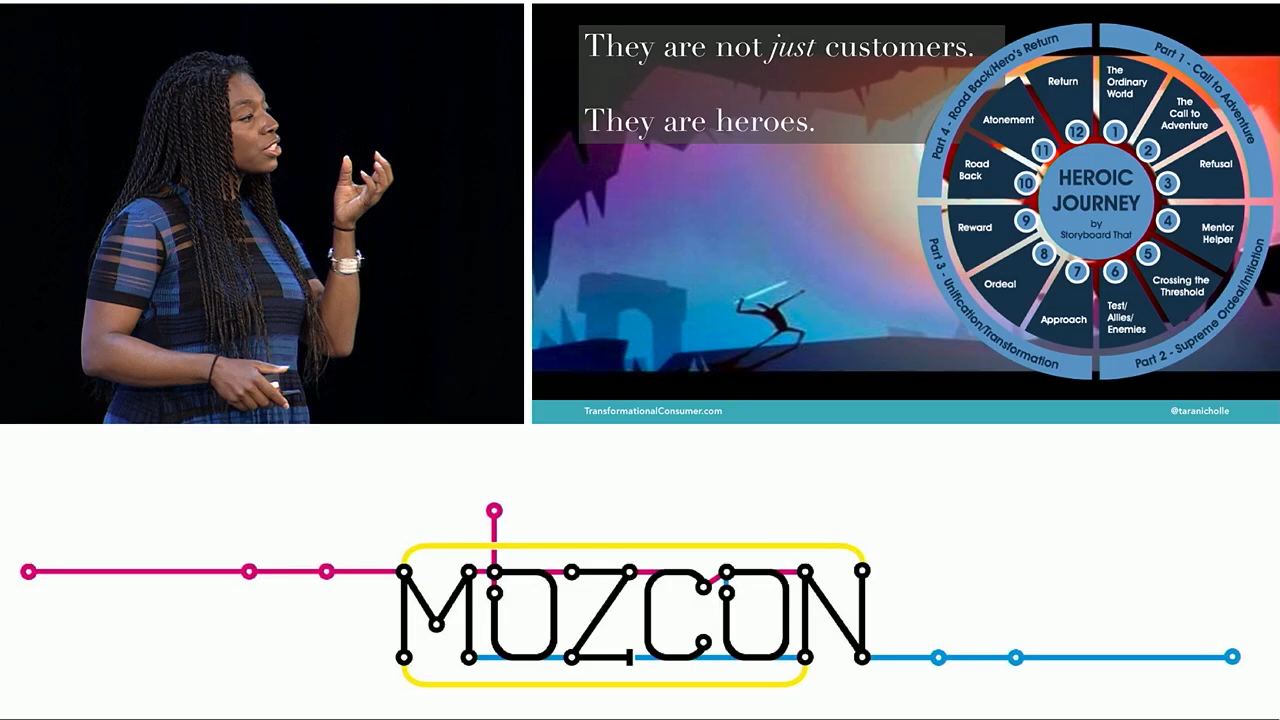 They are not just customers.
They are heroes.
Part 1 - Call to Adventure
Part 2 - Supreme Ordeal/Initiation
Part 3 - Unification/Transformation
Part 4 - Road Back/Hero's Return
HEROIC
JOURNEY
by
Storyboard That
1
The
Ordinary
World
2
The
Call to
Adventure
3
Refusal
4
Mentor
Helper
5
Crossing the
Threshold
6
Test/
Allies/
Enemies
7
Approach
8
Ordeal
9
Reward
10
Road
Back
11
Atonement
12
Return
TransformationalConsumer.com
@taranicholle
MOZCON